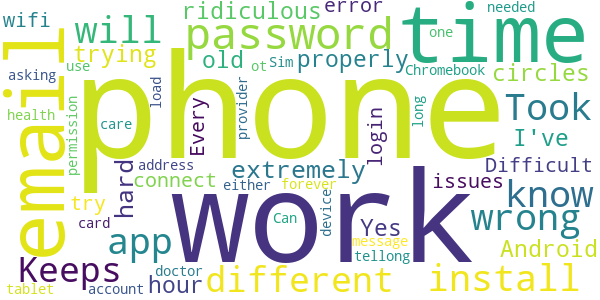 wifi
ridiculous
error
needed
will
password
time
email
trying
old
ot
Sim
properly
one
Chromebook
circles
asking
use
phone
load
provider
long
health
permission
care
Every
login
Took
I've
hard
address
connect
extremely
either
forever
issues
Difficult
know
try
card
work
Can
device
Yes
message
tellong
wrong
app
Android
Keeps
doctor
hour
different
install
tablet
account